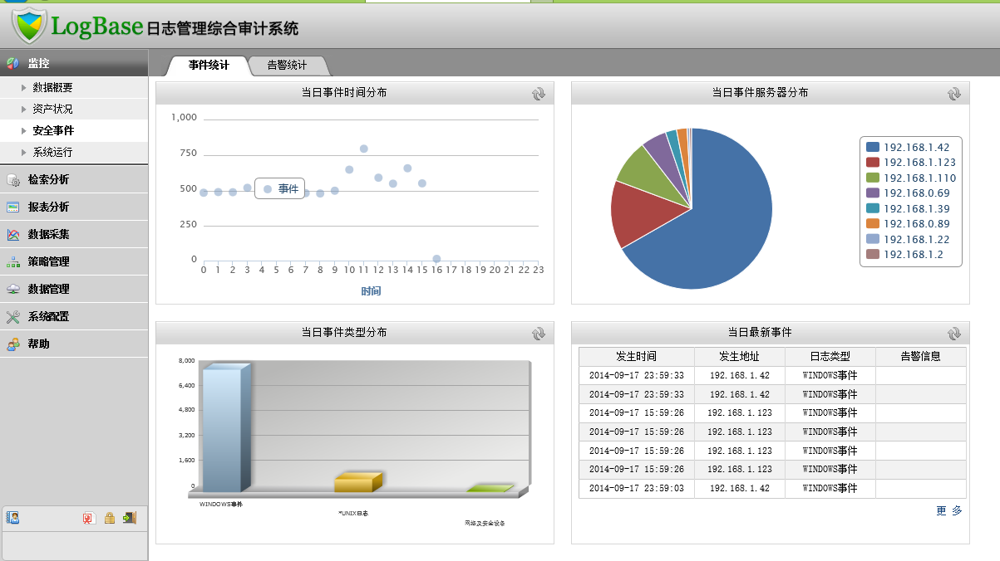 LogBase 日志管理综合审计系统
监控
数据概要
资产状况
安全事件
系统运行
检索分析
报表分析
数据采集
策略管理
数据管理
系统配置
帮助
事件统计 告警统计
当日事件时间分布
1,000
750
500
250
0
事件
0 1 2 3 4 5 6 7 8 9 10 11 12 13 14 15 16 17 18 19 20 21 22 23
时间
当日事件服务器分布
192.168.1.42
192.168.1.123
192.168.1.110
192.168.0.69
192.168.1.39
192.168.0.89
192.168.1.22
192.168.1.2
当日事件类型分布
8,000
6,400
4,800
3,200
1,600
0
WINDOWS事件
*UNIX日志
网络及安全设备
当日最新事件
发生时间 发生地址 日志类型 告警信息
2014-09-17 23:59:33 192.168.1.42 WINDOWS事件
2014-09-17 23:59:33 192.168.1.42 WINDOWS事件
2014-09-17 15:59:26 192.168.1.123 WINDOWS事件
2014-09-17 15:59:26 192.168.1.123 WINDOWS事件
2014-09-17 15:59:26 192.168.1.123 WINDOWS事件
2014-09-17 15:59:26 192.168.1.123 WINDOWS事件
2014-09-17 15:59:03 192.168.1.42 WINDOWS事件
更 多